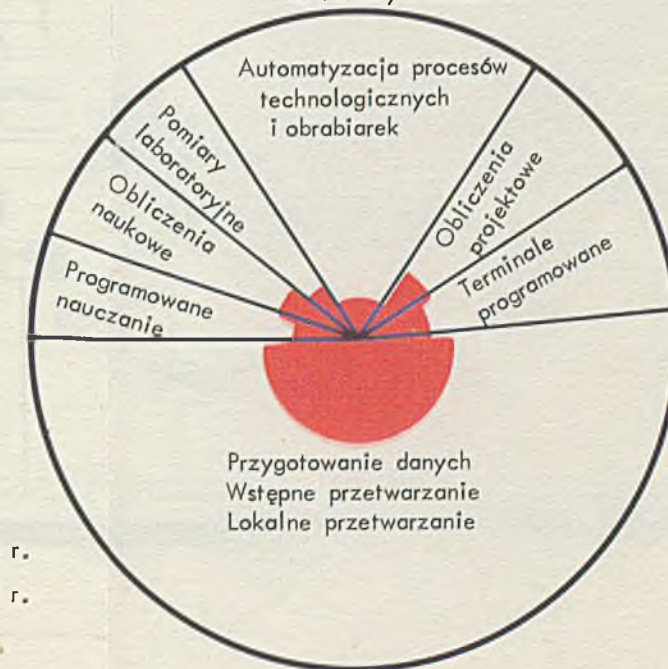 Automatyzacja procesów
technologicznych
i obrabiarek
Pomiary
laboratoryjne
Obliczenia
naukowe
Programowane
nauczanie
Obliczenia
projektowe
Terminale
programowane
Przygotowanie danych
Wstępne przetwarzanie
Lokalne przetwarzanie
r.
r.